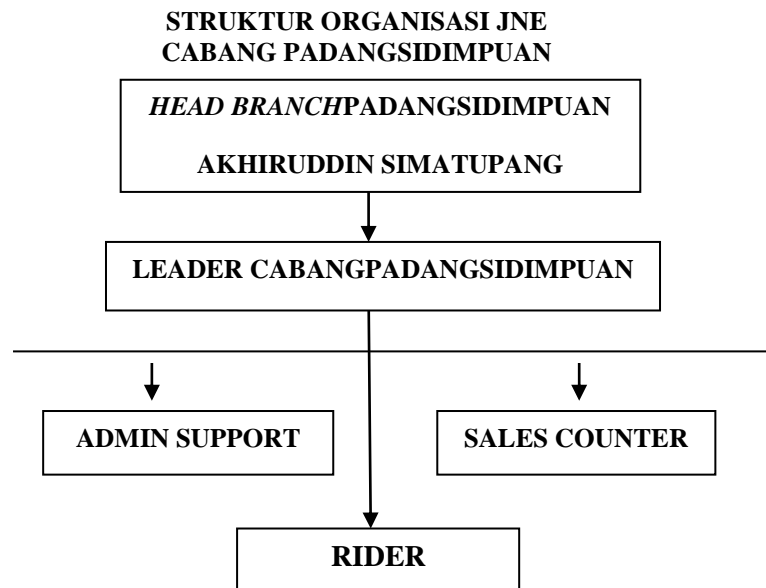 STRUKTUR ORGANISASI JNE
CABANG PADANGSIDIMPUAN
HEAD BRANCHPADANGSIDIMPUAN
AKHIRUDDIN SIMATUPANG
LEADER CABANGPADANGSIDIMPUAN
ADMIN SUPPORT
SALES COUNTER
RIDER